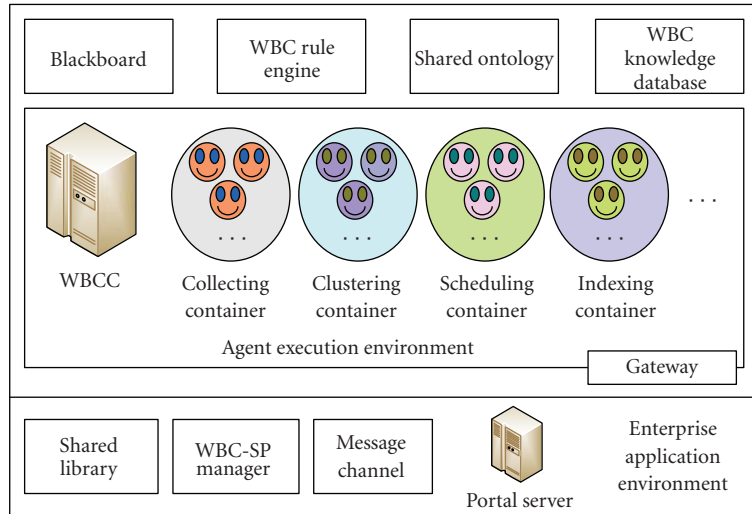 Blackboard
WBC rule
engine
Shared ontology
WBC
knowledge
database
WBCC
. . .
. . .
. . .
. . .
. . .
Collecting
container
Clustering
container
Scheduling
container
Indexing
container
Agent execution environment
Gateway
Shared
library
WBC-SP
manager
Message
channel
Portal server
Enterprise
application
environment